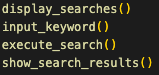 display_searches()
input_keyword()
execute_search()
show_search_results()